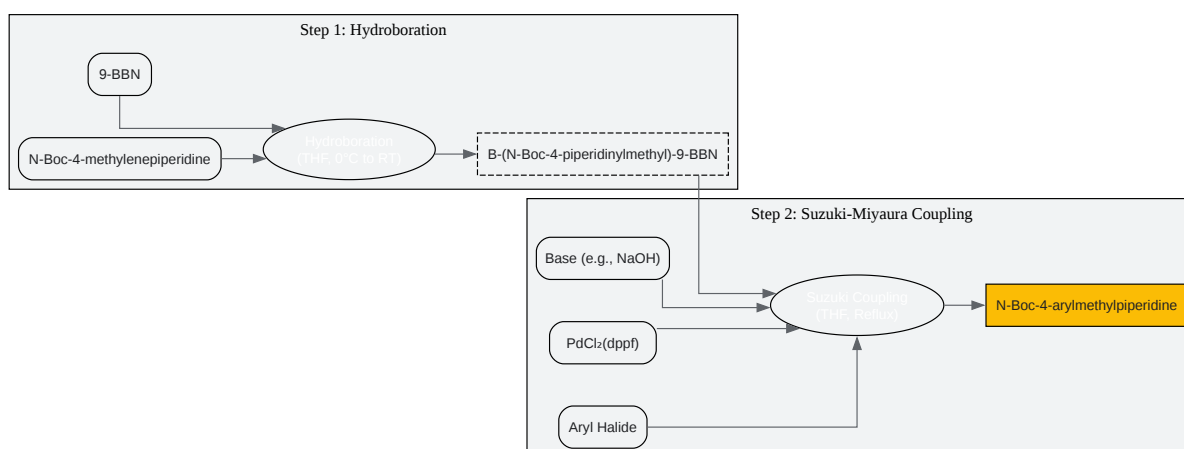 Step 1: Hydroboration
9-BBN
Hydroboration
(THF, 0°C to RT)
N-Boc-4-methylenepiperidine
B-(N-Boc-4-piperidinylmethyl)-9-BBN
Step 2: Suzuki-Miyaura Coupling
Base (e.g., NaOH)
Suzuki Coupling
(THF, Reflux)
N-Boc-4-arylmethylpiperidine
PdCl₂(dppf)
Aryl Halide